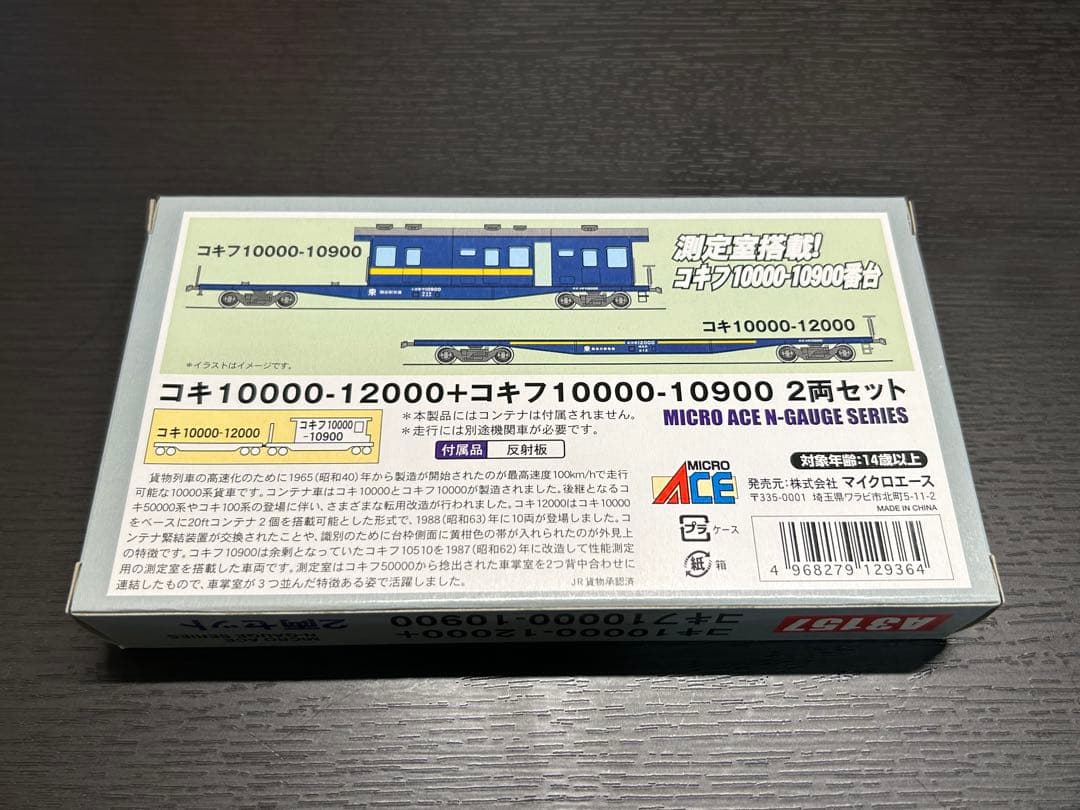 コキフ10000-10900
測定室搭載!
コキフ10000-10900番台
コキ10000-12000
*イラストはイメージです。
コキ10000-12000+コキフ10000-10900 2両セット
MICRO ACE N-GAUGE SERIES
コキ10000-12000
コキフ10000
-10900
*本製品にはコンテナは付属されません。
*走行には別途機関車が必要です。
付属品 反射板
貨物列車の高速化のために1965(昭和40)年から製造が開始されたのが最高速度100km/hで走行
可能な10000系貨車です。コンテナ車はコキ10000とコキフ10000が製造されました。後継となるコ
キ50000系やコキ100系の登場に伴い、さまざまな転用改造が行われました。コキ12000はコキ10000
をベースに20ftコンテナ2個を搭載可能とした形式で、1988(昭和63)年に10両が登場しました。コ
ンテナ緊結装置が交換されたことや、識別のために台枠側面に黄柑色の帯が入れられたのが外見上
の特徴です。コキフ10900は余剰となっていたコキフ10510を1987(昭和62)年に改造して性能測定
用の測定室を搭載した車両です。測定室はコキフ50000から捻出された車掌室を2つ背中合わせに
連結したもので、車掌室が3つ並んだ特徴ある姿で活躍しました。
JR貨物承認済
MICRO
ACE
対象年齢:14歳以上
発売元:株式会社 マイクロエース
〒335-0001 埼玉県ワラビ市北町5-11-2
MADE IN CHINA
プラ ケース
紙 箱
4 968279 129364
MICRO ACE
N-GAUGE SERIES
2両セット
コキ10000-12000+
コキフ10000-10900
A3157